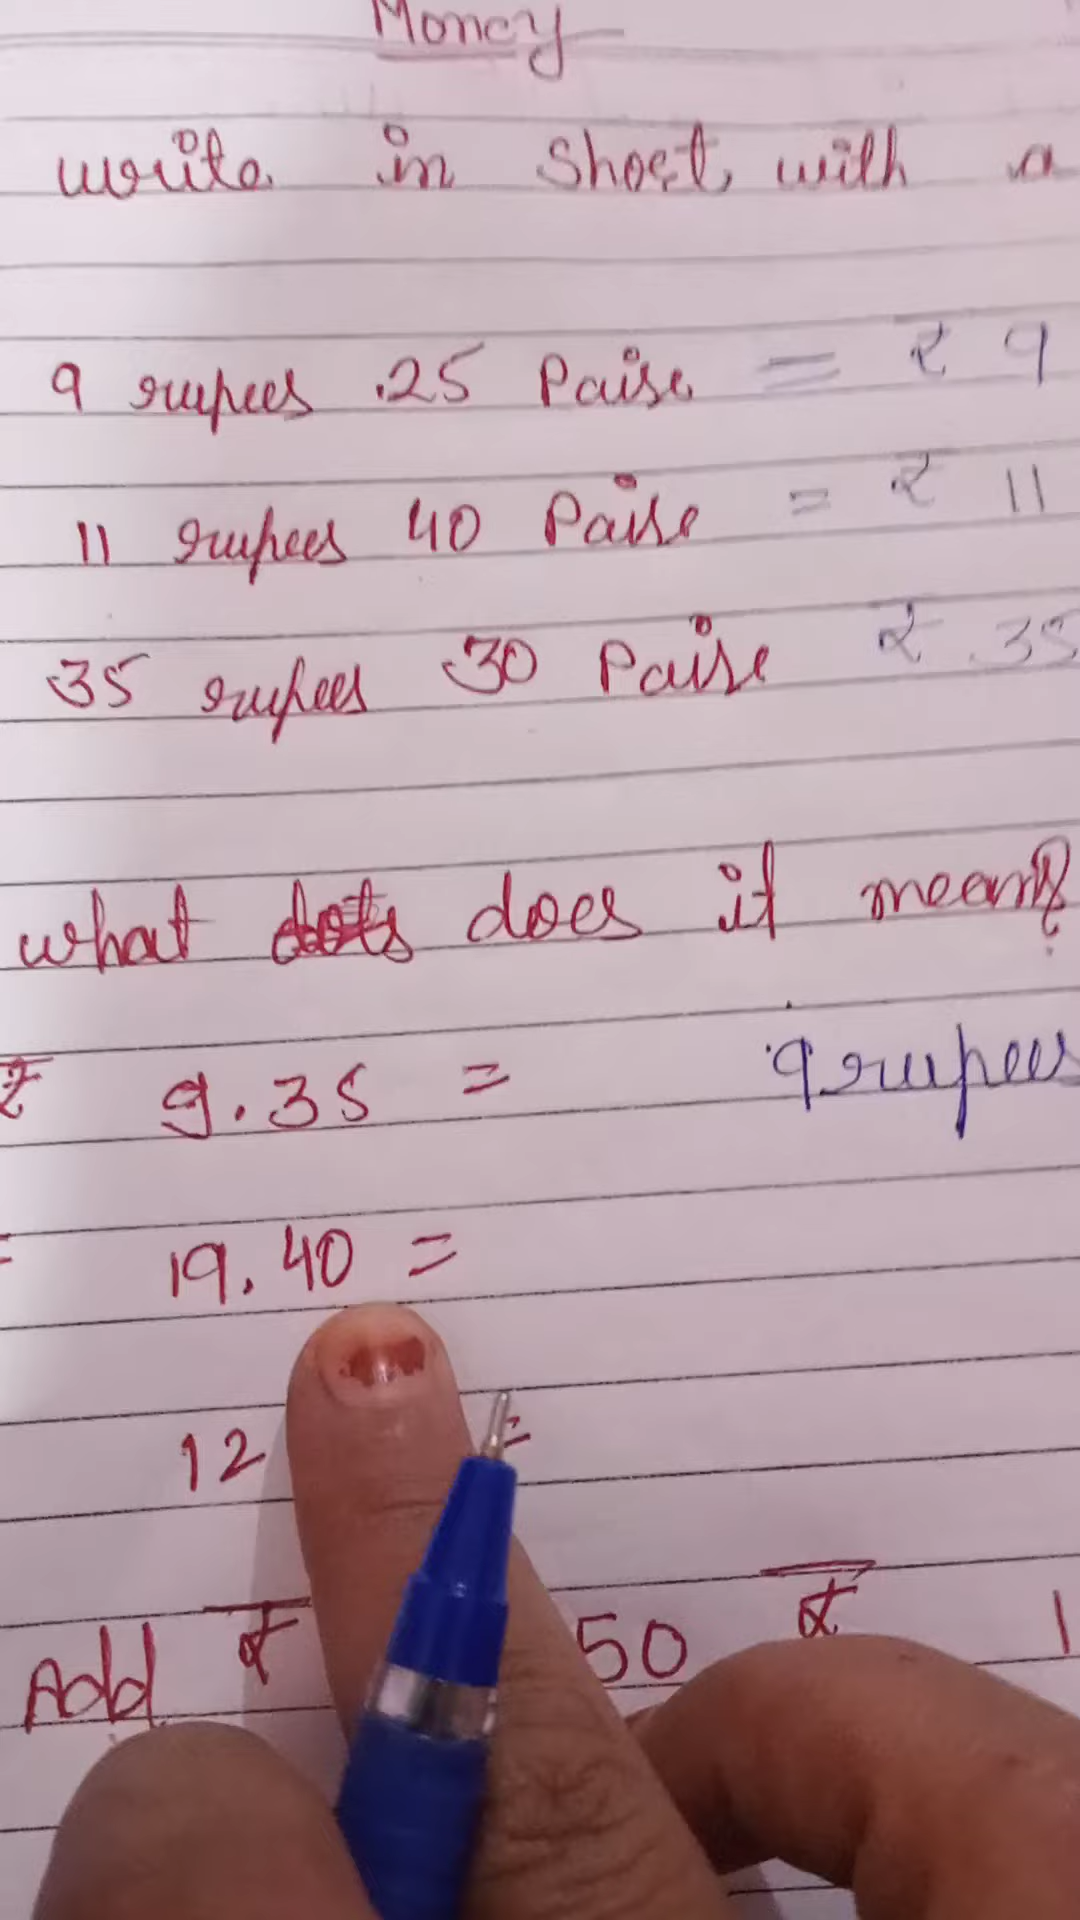 Money
write in Short, with a
9 rupees 25 Paise = ₹ 9
11 rupees 40 Paise = ₹ 11
35 rupees 30 Paise ₹ 35
what does it mean?
₹ 9.35 = 9 rupees
= 19.40 =
12 =
Add ₹ 50 ₹ 1